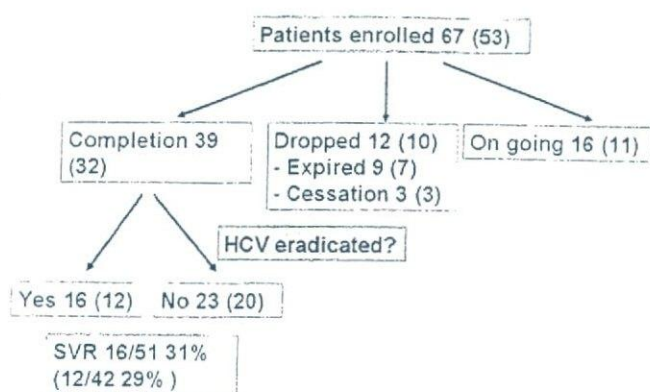 Patients enrolled 67 (53)
Completion 39
(32)
Dropped 12 (10)
- Expired 9 (7)
- Cessation 3 (3)
On going 16 (11)
HCV eradicated?
Yes 16 (12)
No 23 (20)
SVR 16/51 31%
(12/42 29% )